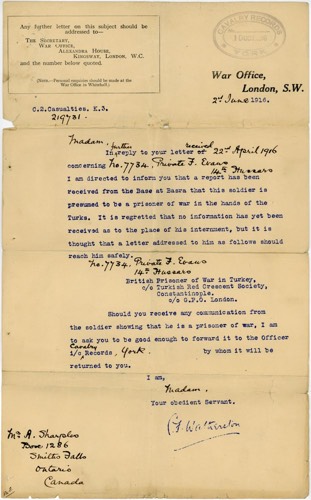 Any further letter on this subject should be
addressed to—
The Secretary,
War Office,
Alexandra House,
Kingsway, London, W.C.
and the number below quoted.
(Note.—Personal enquiries should be made at the
War Office in Whitehall.)
CAVALRY RECORDS
YORK
War Office,
London, S.W.
2nd June 1916.
C.2.Casualties. E.3.
219731.
Madam,
further received
In reply to your letter of 22nd April 1916
concerning No. 7734. Private F. Evans
14th Hussars
I am directed to inform you that a report has been
received from the Base at Basra that this soldier is
presumed to be a prisoner of war in the hands of the
Turks. It is regretted that no information has yet been
received as to the place of his internment, but it is
thought that a letter addressed to him as follows should
reach him safely.
No. 7734. Private F. Evans
14th Hussars
British Prisoner of War in Turkey,
c/o Turkish Red Crescent Society,
Constantinople.
c/o G.P.O. London.
Should you receive any communication from
the soldier showing that he is a prisoner of war, I am
to ask you to be good enough to forward it to the Officer
Cavalry
i/c Records, York. by whom it will be
returned to you.
I am,
Madam,
Your obedient Servant.
Mrs A. Sharples
Box 1286
Smiths Falls
Ontario
Canada